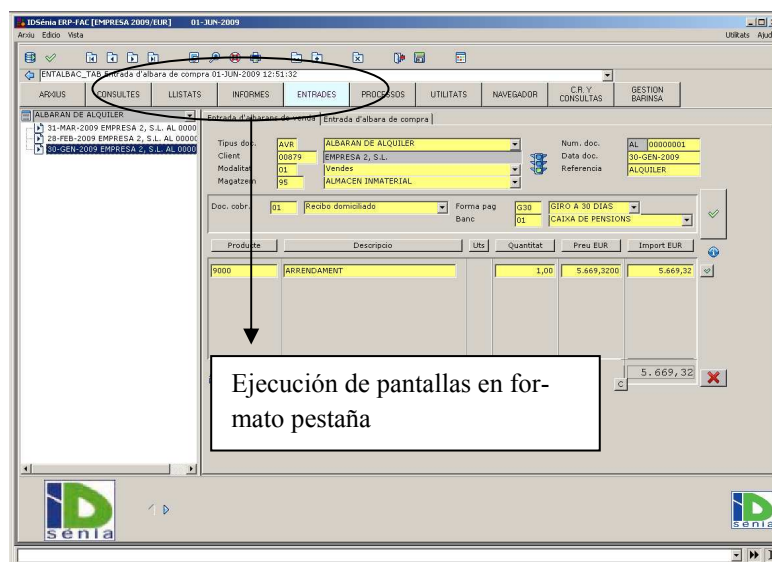 IDSénia ERP-FAC [EMPRESA 2009/EUR] 01-JUN-2009
Arxiu Edicio Vista Utilitats Ajud
ENTALBAC_TAB Entrada d'albara de compra 01-JUN-2009 12:51:32
ARXIUS CONSULTES LLISTATS INFORMES ENTRADES PROCESSOS UTILITATS NAVEGADOR C.R. Y CONSULTAS GESTION BARINSA
ALBARAN DE ALQUILER
31-MAR-2009 EMPRESA 2, S.L. AL 0000
28-FEB-2009 EMPRESA 2, S.L. AL 0000
30-GEN-2009 EMPRESA 2, S.L. AL 0000
Entrada d'albarans de venda Entrada d'albara de compra
Tipus doc. AVR ALBARAN DE ALQUILER Num. doc. AL 00000001
Client 00879 EMPRESA 2, S.L. Data doc. 30-GEN-2009
Modalitat 01 Vendes Referencia ALQUILER
Magatzem 95 ALMACEN INMATERIAL
Doc. cobr. 01 Recibo domiciliado Forma pag G30 GIRO A 30 DIAS
Banc 01 CAIXA DE PENSIONS
Producte Descripcio Uts Quantitat Preu EUR Import EUR
9000 ARRENDAMENT 1,00 5.669,3200 5.669,32
Ejecución de pantallas en for-
mato pestaña
C 5.669,32
iD
sénia
iD
sénia